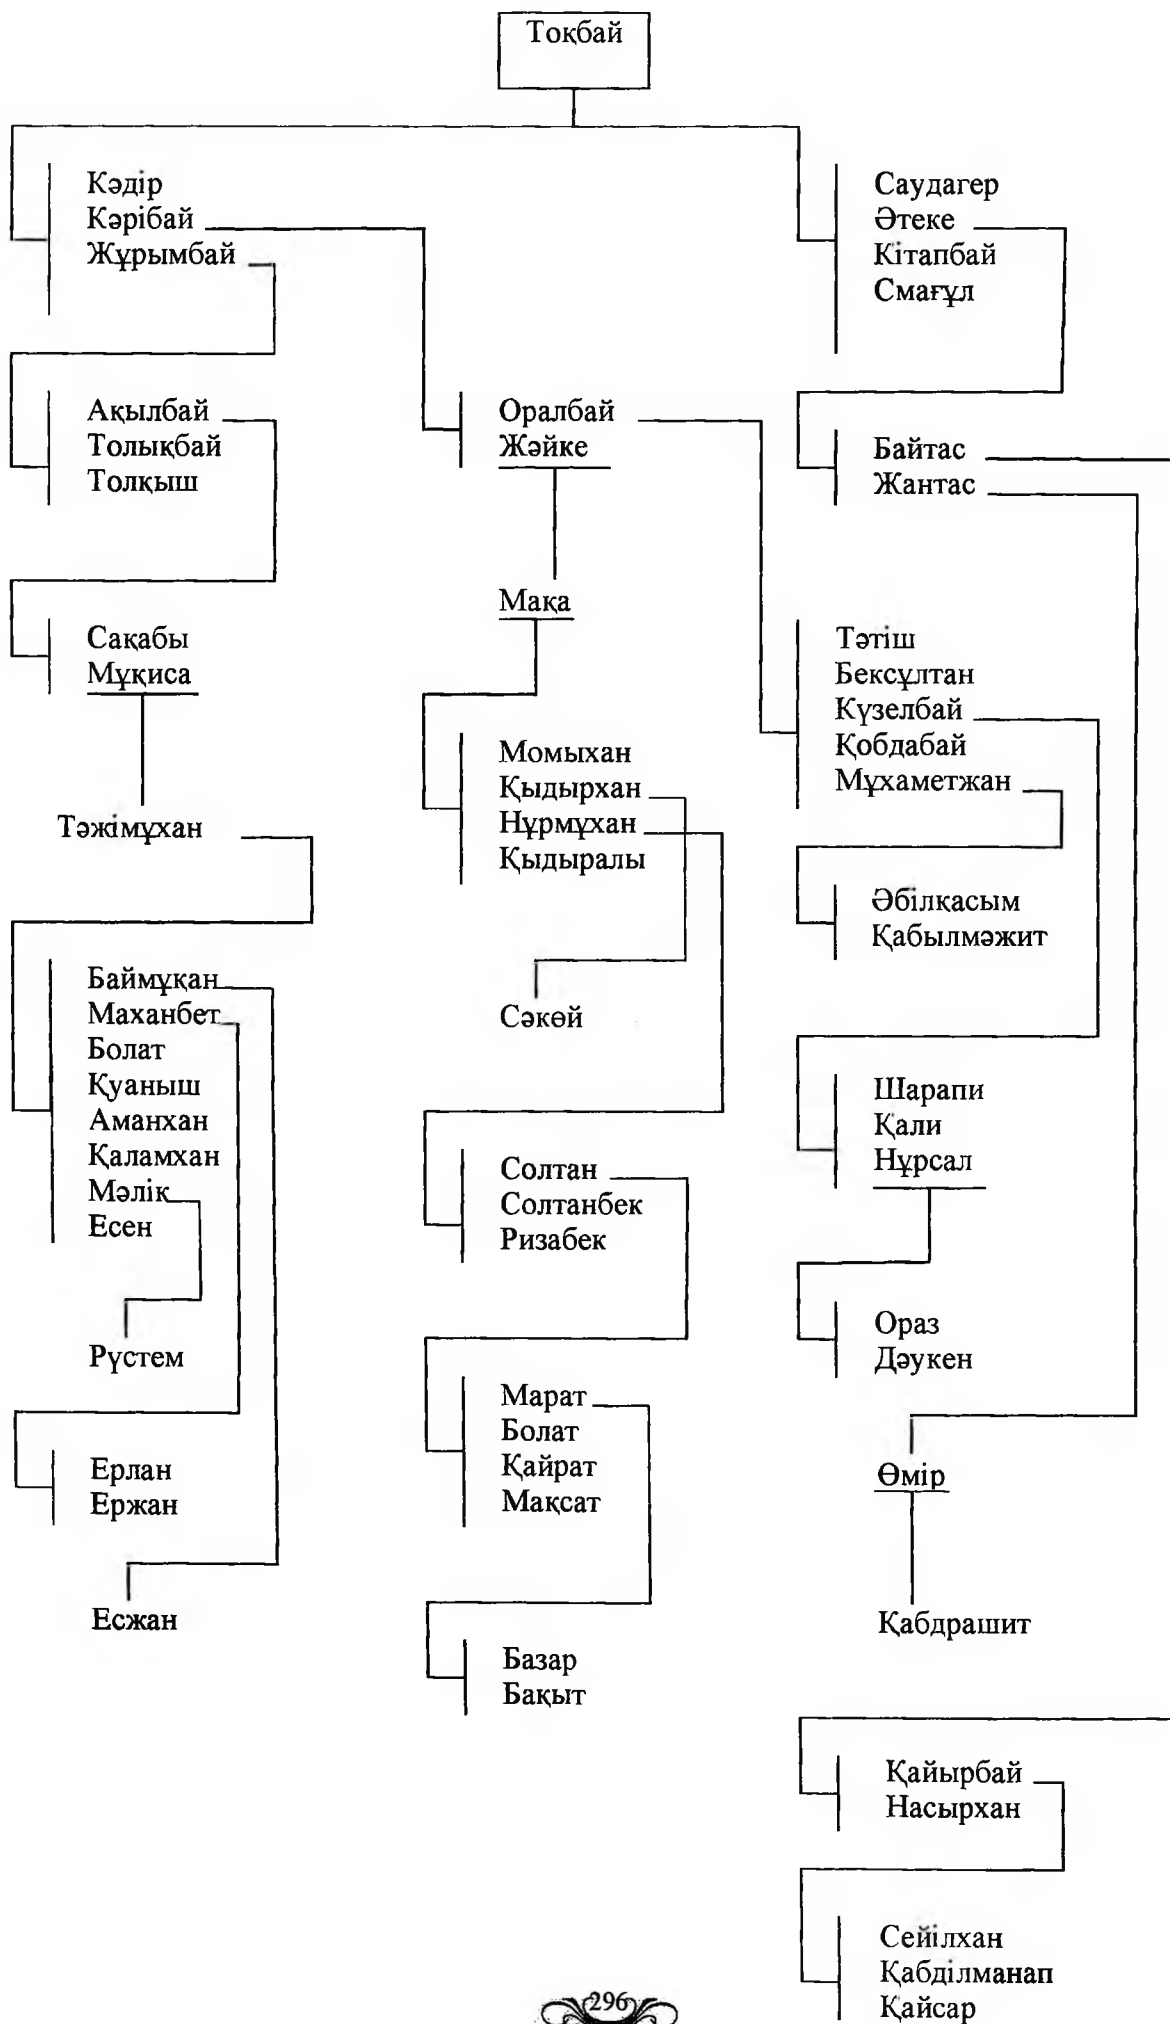 Тоқбай
Кәдір
Кәрібай
Жұрымбай
Саудагер
Әтеке
Кітапбай
Смағұл
Ақылбай
Толықбай
Толқыш
Оралбай
Жәйке
Байтас
Жантас
Сақабы
Мұқиса
Мақа
Тәтіш
Бексұлтан
Күзелбай
Қобдабай
Мұхаметжан
Момыхан
Қыдырхан
Нұрмұхан
Қыдыралы
Тәжімұхан
Әбілқасым
Қабылмәжит
Баймұқан
Маханбет
Болат
Қуаныш
Аманхан
Қаламхан
Мәлік
Есен
Сәкөй
Шарапи
Қали
Нұрсал
Солтан
Солтанбек
Ризабек
Рүстем
Ораз
Дәукен
Марат
Болат
Қайрат
Мақсат
Ерлан
Ержан
Өмір
Есжан
Қабдрашит
Базар
Бақыт
Қайырбай
Насырхан
Сейілхан
Қабділманап
Қайсар
296